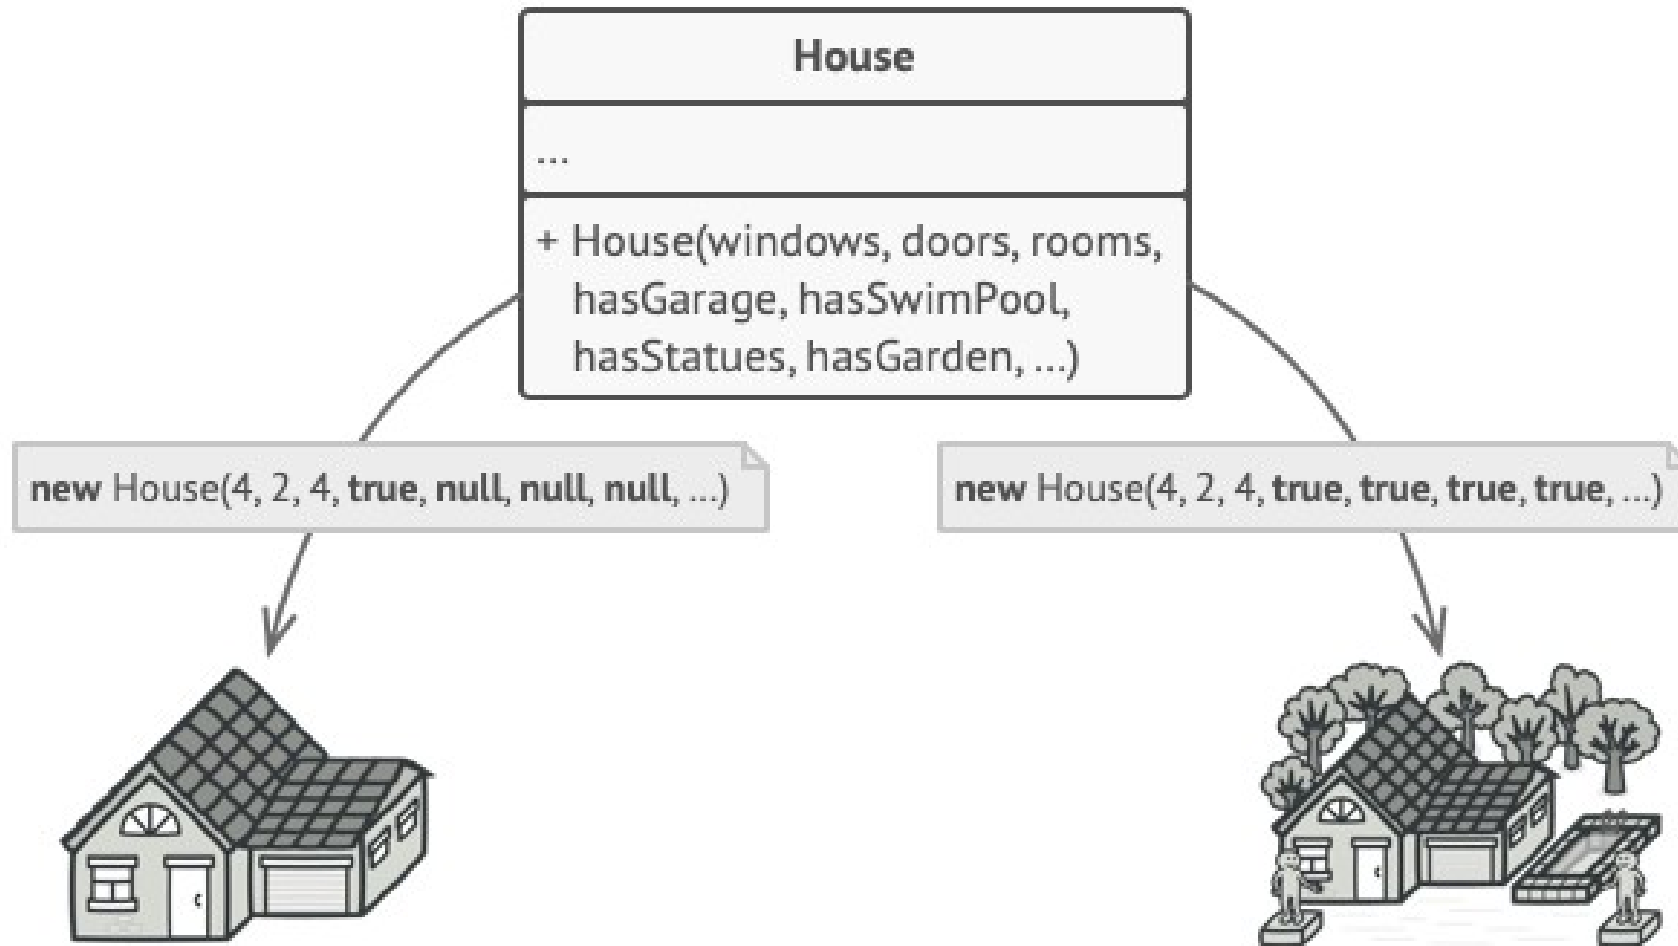 House
...
+ House(windows, doors, rooms,
hasGarage, hasSwimPool,
hasStatues, hasGarden, ...)
new House(4, 2, 4, true, null, null, null, ...)
new House(4, 2, 4, true, true, true, true, ...)